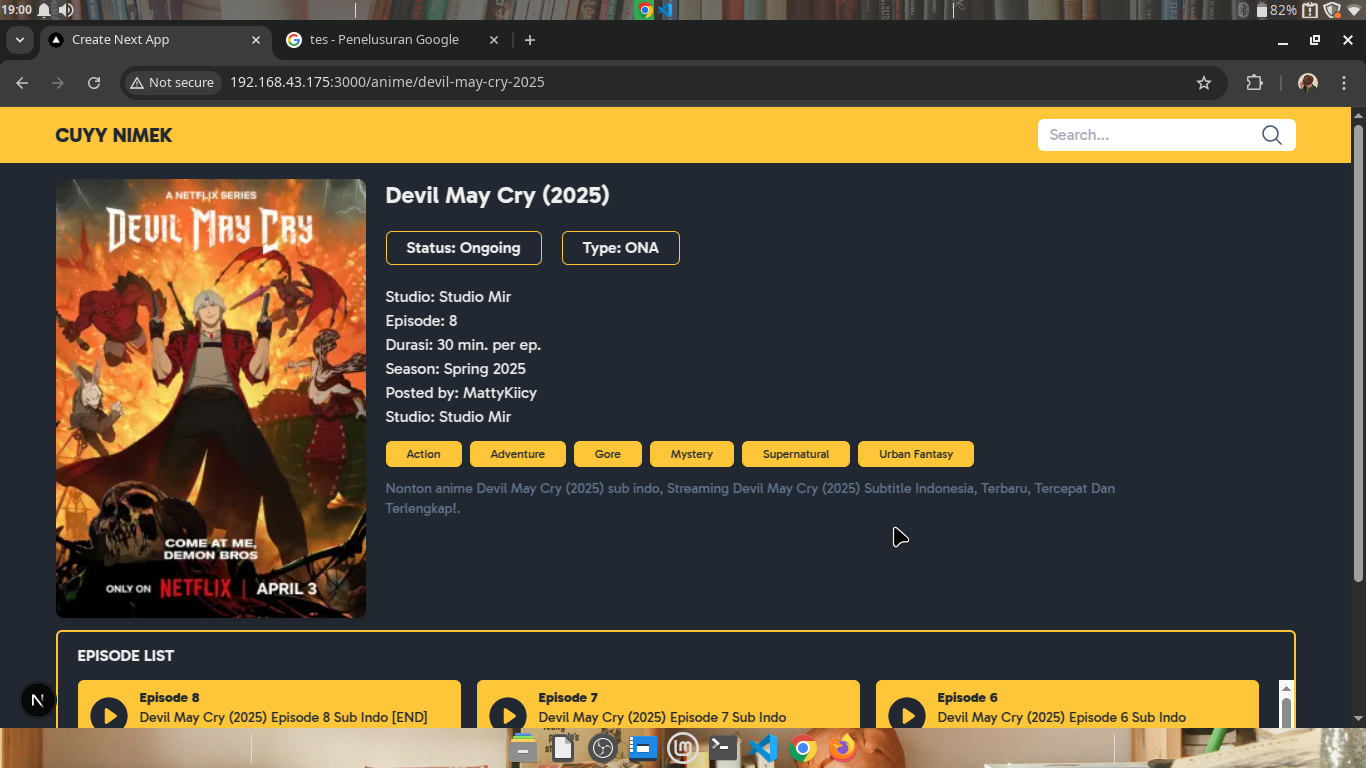 19:00
82%
Create Next App
tes - Penelusuran Google
Not secure
192.168.43.175:3000/anime/devil-may-cry-2025
CUYY NIMEK
Search...
A NETFLIX SERIES
DEVIL MAY CRY
COME AT ME,
DEMON BROS
ONLY ON NETFLIX | APRIL 3
Devil May Cry (2025)
Status: Ongoing
Type: ONA
Studio: Studio Mir
Episode: 8
Durasi: 30 min. per ep.
Season: Spring 2025
Posted by: MattyKiicy
Studio: Studio Mir
Action
Adventure
Gore
Mystery
Supernatural
Urban Fantasy
Nonton anime Devil May Cry (2025) sub indo, Streaming Devil May Cry (2025) Subtitle Indonesia, Terbaru, Tercepat Dan
Terlengkap!.
EPISODE LIST
Episode 8
Devil May Cry (2025) Episode 8 Sub Indo [END]
Episode 7
Devil May Cry (2025) Episode 7 Sub Indo
Episode 6
Devil May Cry (2025) Episode 6 Sub Indo
N